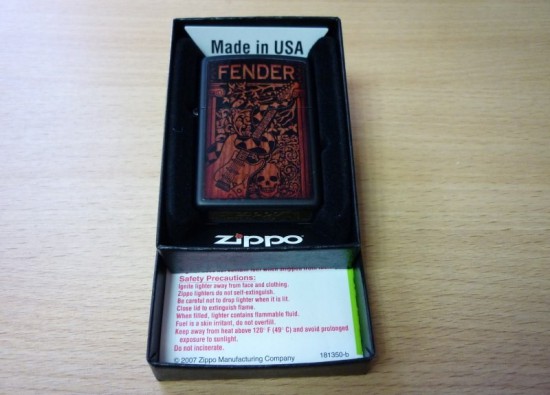 Made in USA
FENDER
zippo
Safety Precautions:
Ignite lighter away from face and clothing.
Zippo lighters do not self-extinguish.
Be careful not to drop lighter when it is lit.
Close lid to extinguish flame.
When filled, lighter contains flammable fluid.
Fuel is a skin irritant, do not overfill.
Keep away from heat above 120° F (49° C) and avoid prolonged
exposure to sunlight.
Do not incinerate.
© 2007 Zippo Manufacturing Company 181350-b